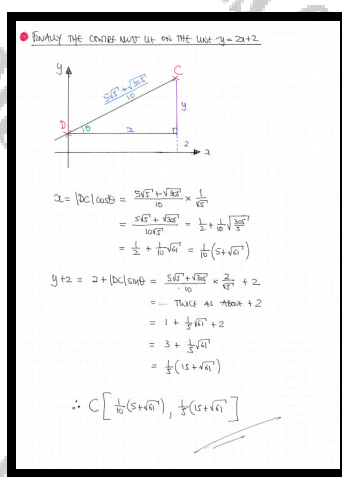 FINALLY THE CENTRE MUST LIE ON THE LINE y = 2x+2
y
C
5√5 + √305
10
y
D
θ
x
2
x
x = |DC|cosθ = (5√5 + √305)/10 × 1/√5
= (5√5 + √305)/(10√5) = 1/2 + 1/10 √(305/5)
= 1/2 + 1/10 √61 = 1/10 (5+√61)
y+2 = 2 + |DC|sinθ = (5√5 + √305)/10 × 2/√5 + 2
= ... TWICE AS ABOVE + 2
= 1 + 1/5 √61 + 2
= 3 + 1/5 √61
= 1/5 (15 + √61)
∴ C [ 1/10 (5+√61) , 1/5 (15+√61) ]